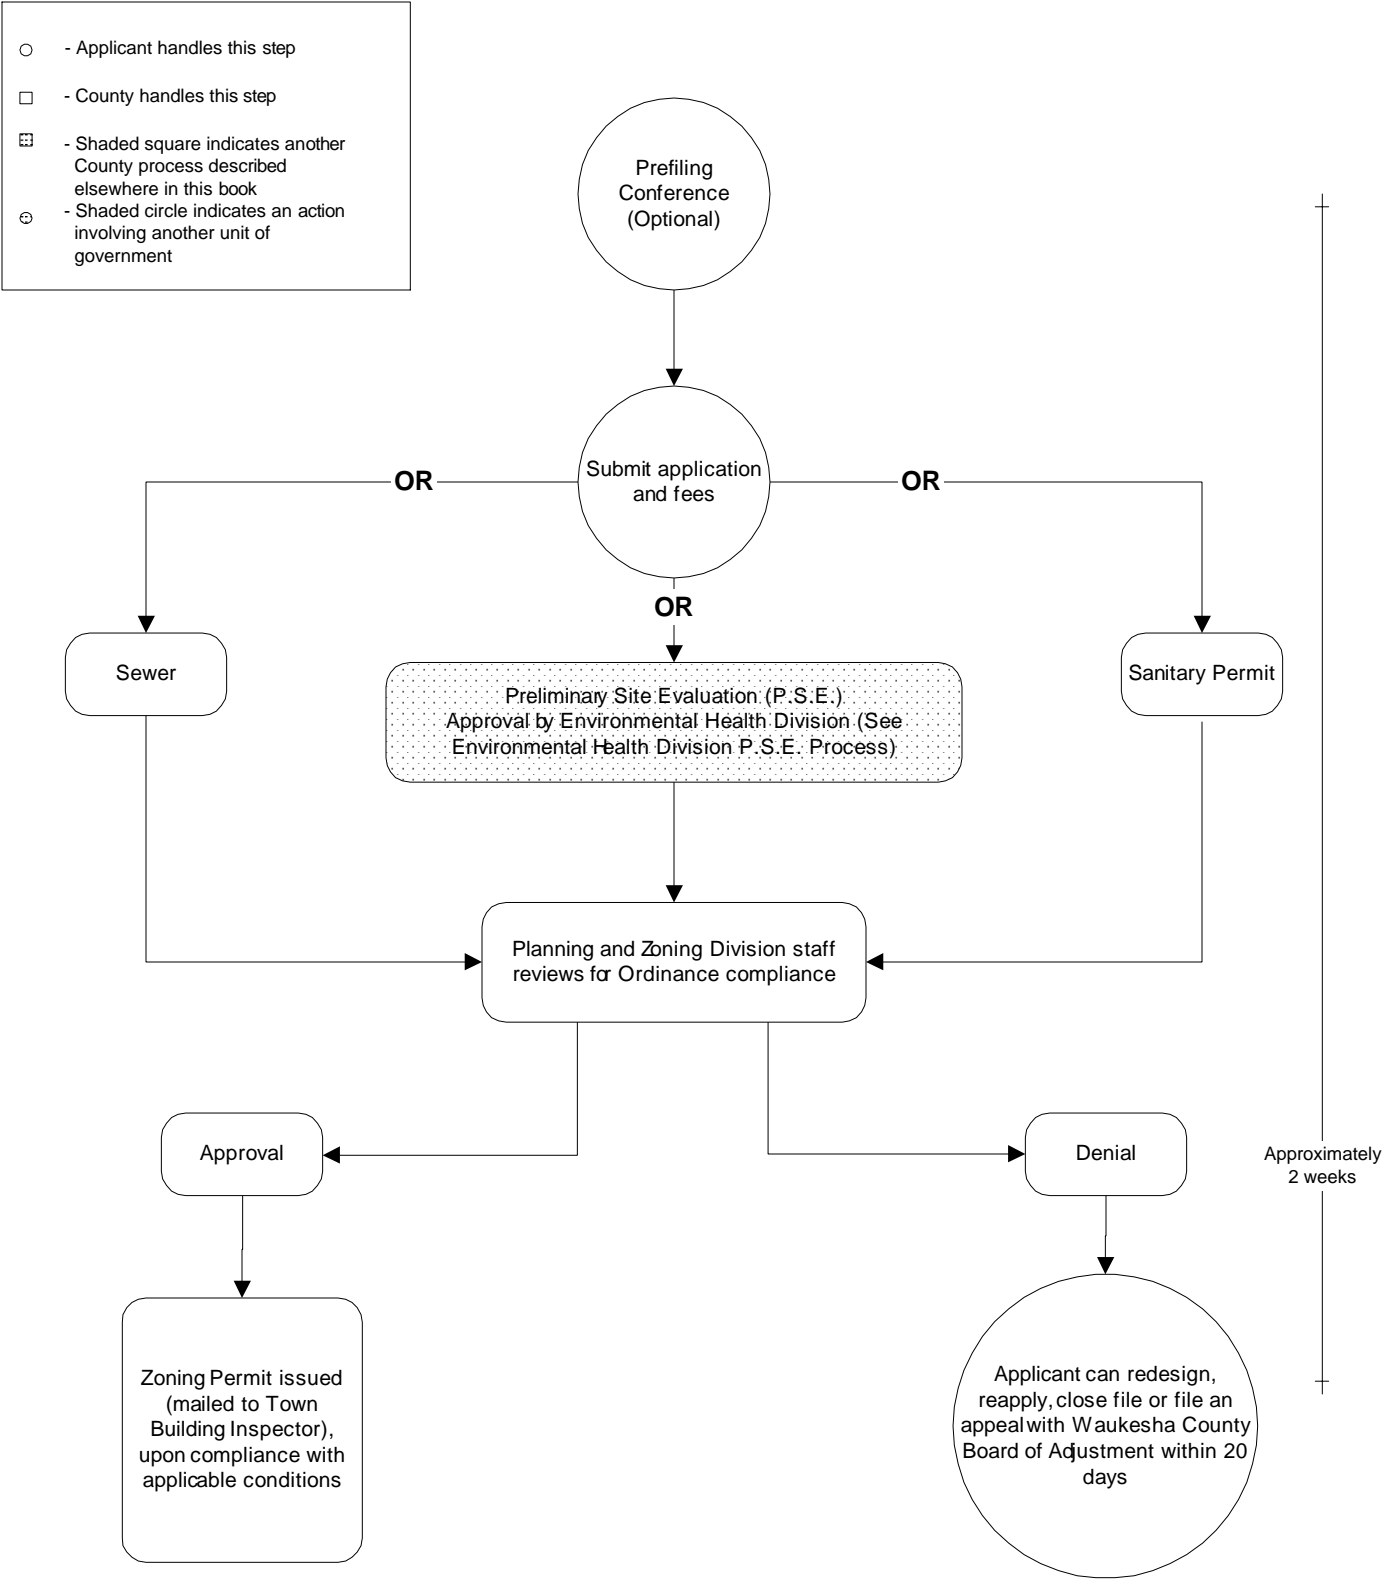 - Applicant handles this step
- County handles this step
- Shaded square indicates another
County process described
elsewhere in this book
- Shaded circle indicates an action
involving another unit of
government
Prefiling
Conference
(Optional)
Submit application
and fees
OR
OR
OR
Sewer
Preliminary Site Evaluation (P.S.E.)
Approval by Environmental Health Division (See
Environmental Health Division P.S.E. Process)
Sanitary Permit
Planning and Zoning Division staff
reviews for Ordinance compliance
Approval
Denial
Approximately
2 weeks
Zoning Permit issued
(mailed to Town
Building Inspector),
upon compliance with
applicable conditions
Applicant can redesign,
reapply, close file or file an
appeal with Waukesha County
Board of Adjustment within 20
days